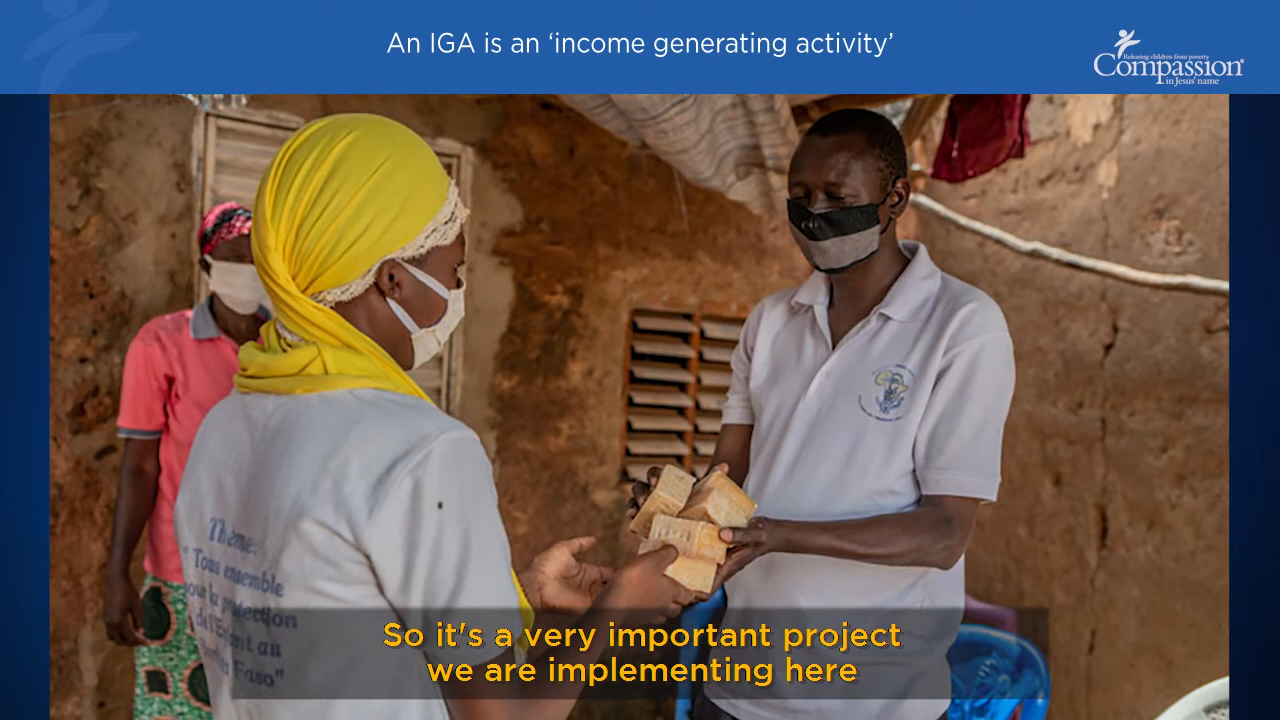 An IGA is an ‘income generating activity’
Releasing children from poverty
Compassion®
in Jesus' name
Thème:
" Tous ensemble
pour la protection
de l'Enfant au
Faso"
So it's a very important project
we are implementing here